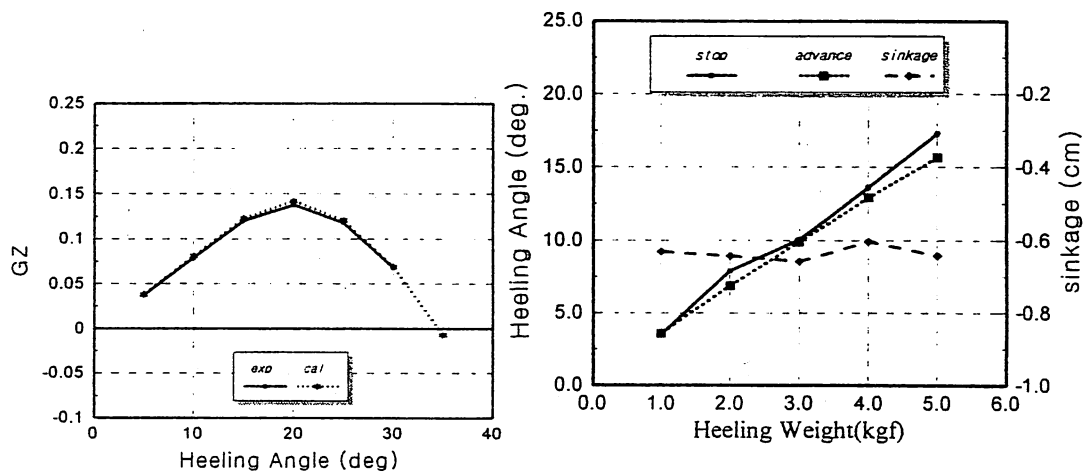 GZ
0.25
0.2
0.15
0.1
0.05
0
-0.05
-0.1
exp cal
0 10 20 30 40
Heeling Angle (deg)
Heeling Angle (deg.)
25.0
20.0
15.0
10.0
5.0
0.0
stop advance sinkage
-0.2
-0.4
-0.6
-0.8
-1.0
sinkage (cm)
0.0 1.0 2.0 3.0 4.0 5.0 6.0
Heeling Weight(kgf)